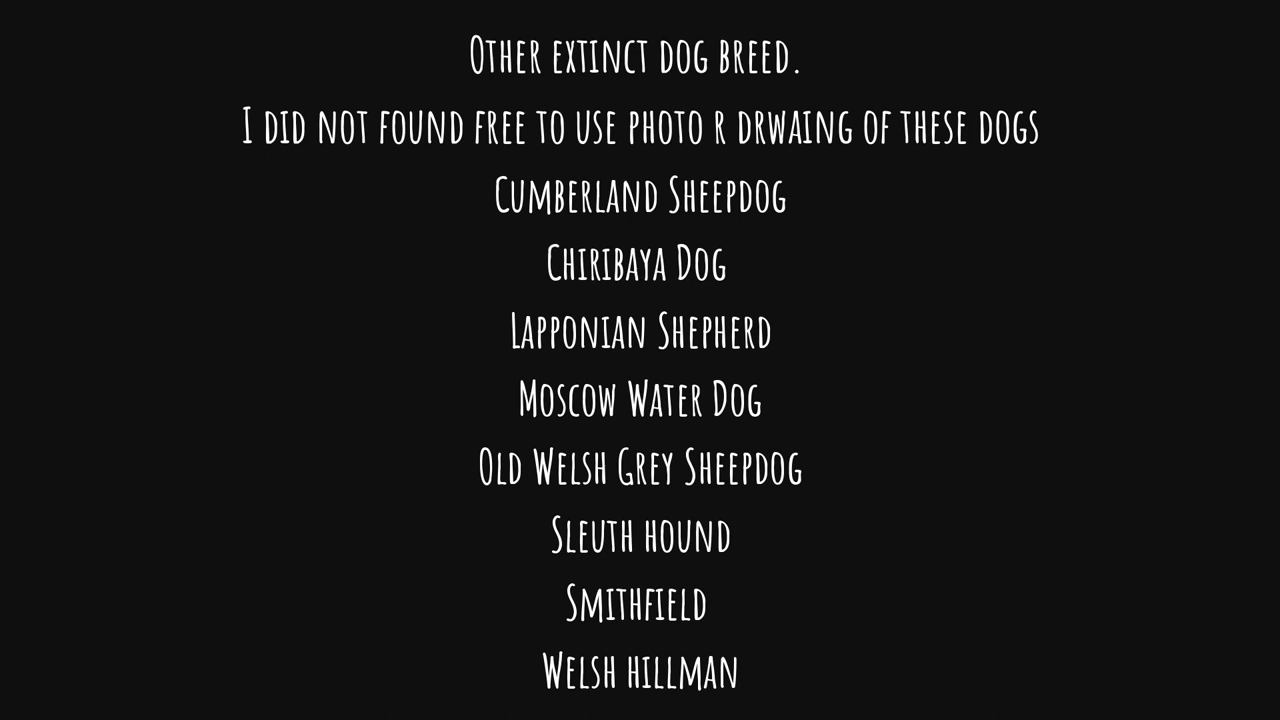 Other extinct dog breed.
I did not found free to use photo r drwaing of these dogs
Cumberland Sheepdog
Chiribaya Dog
Lapponian Shepherd
Moscow Water Dog
Old Welsh Grey Sheepdog
Sleuth hound
Smithfield
Welsh hillman